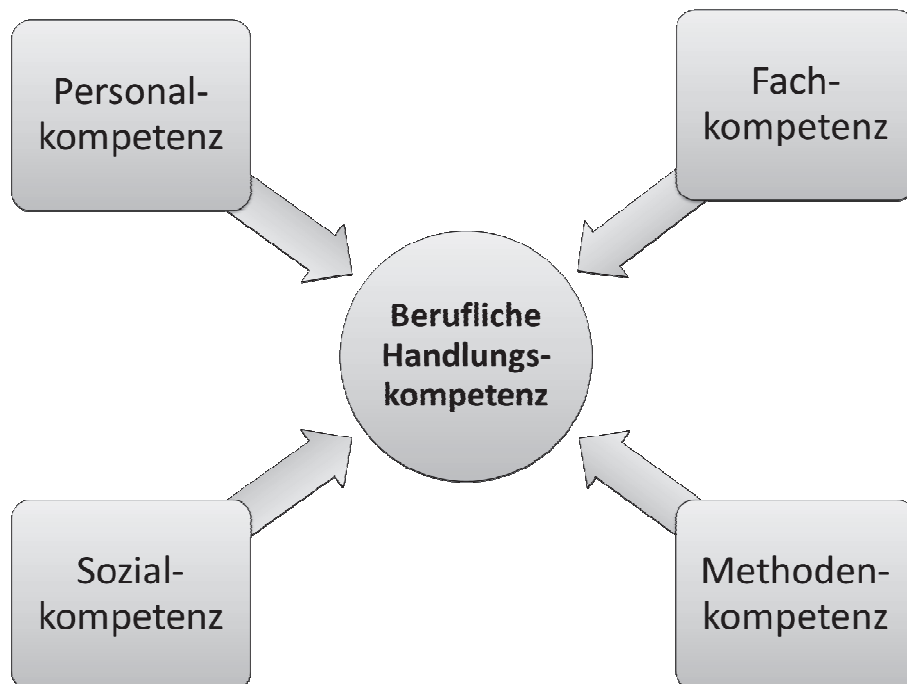 Personal-
kompetenz
Fach-
kompetenz
Berufliche
Handlungs-
kompetenz
Sozial-
kompetenz
Methoden-
kompetenz